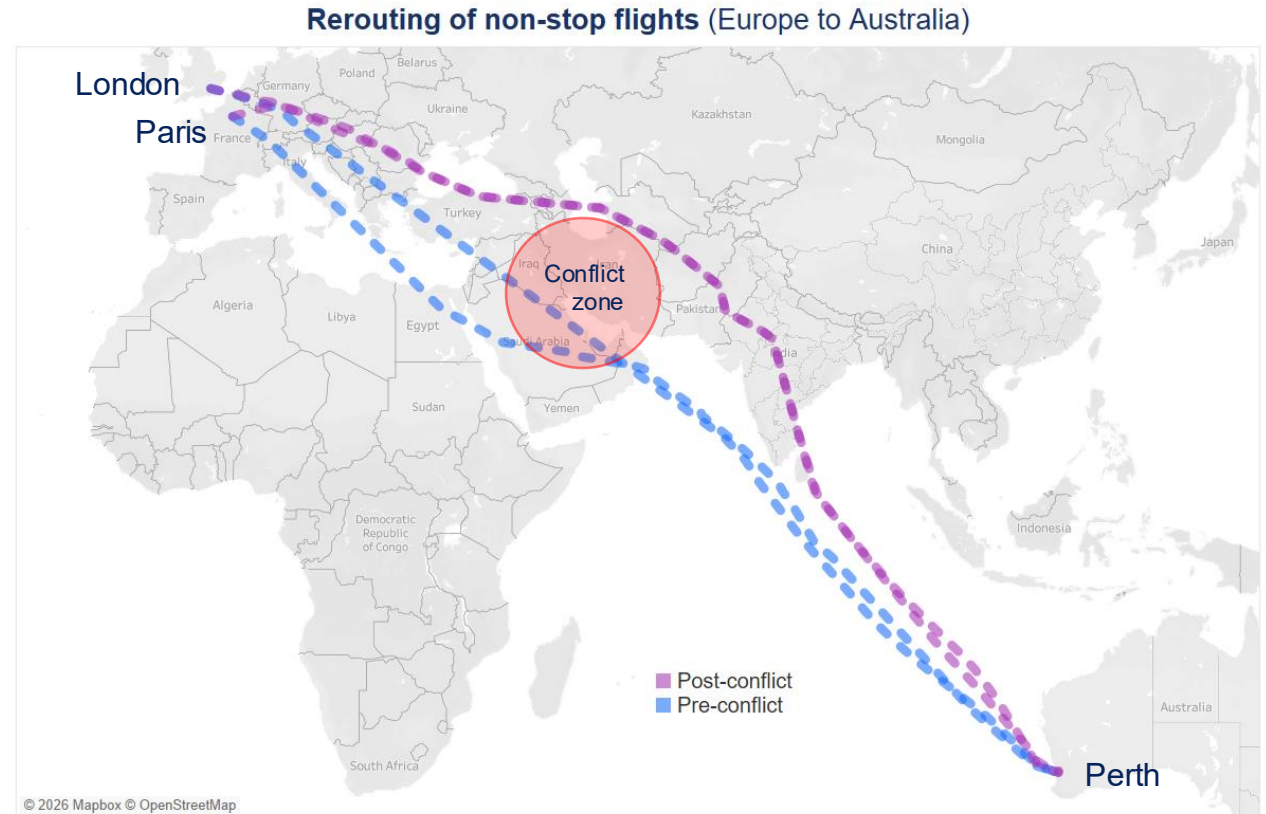 Rerouting of non-stop flights (Europe to Australia)
London
Paris
Belarus
Poland
Germany
Ukraine
Kazakhstan
Mongolia
France
Italy
Spain
Turkey
Japan
China
Iraq
Iran
Conflict
zone
Algeria
Libya
Egypt
Pakistan
Saudi Arabia
India
Sudan
Yemen
Democratic
Republic
of Congo
Indonesia
Post-conflict
Pre-conflict
Australia
South Africa
Perth
© 2026 Mapbox © OpenStreetMap